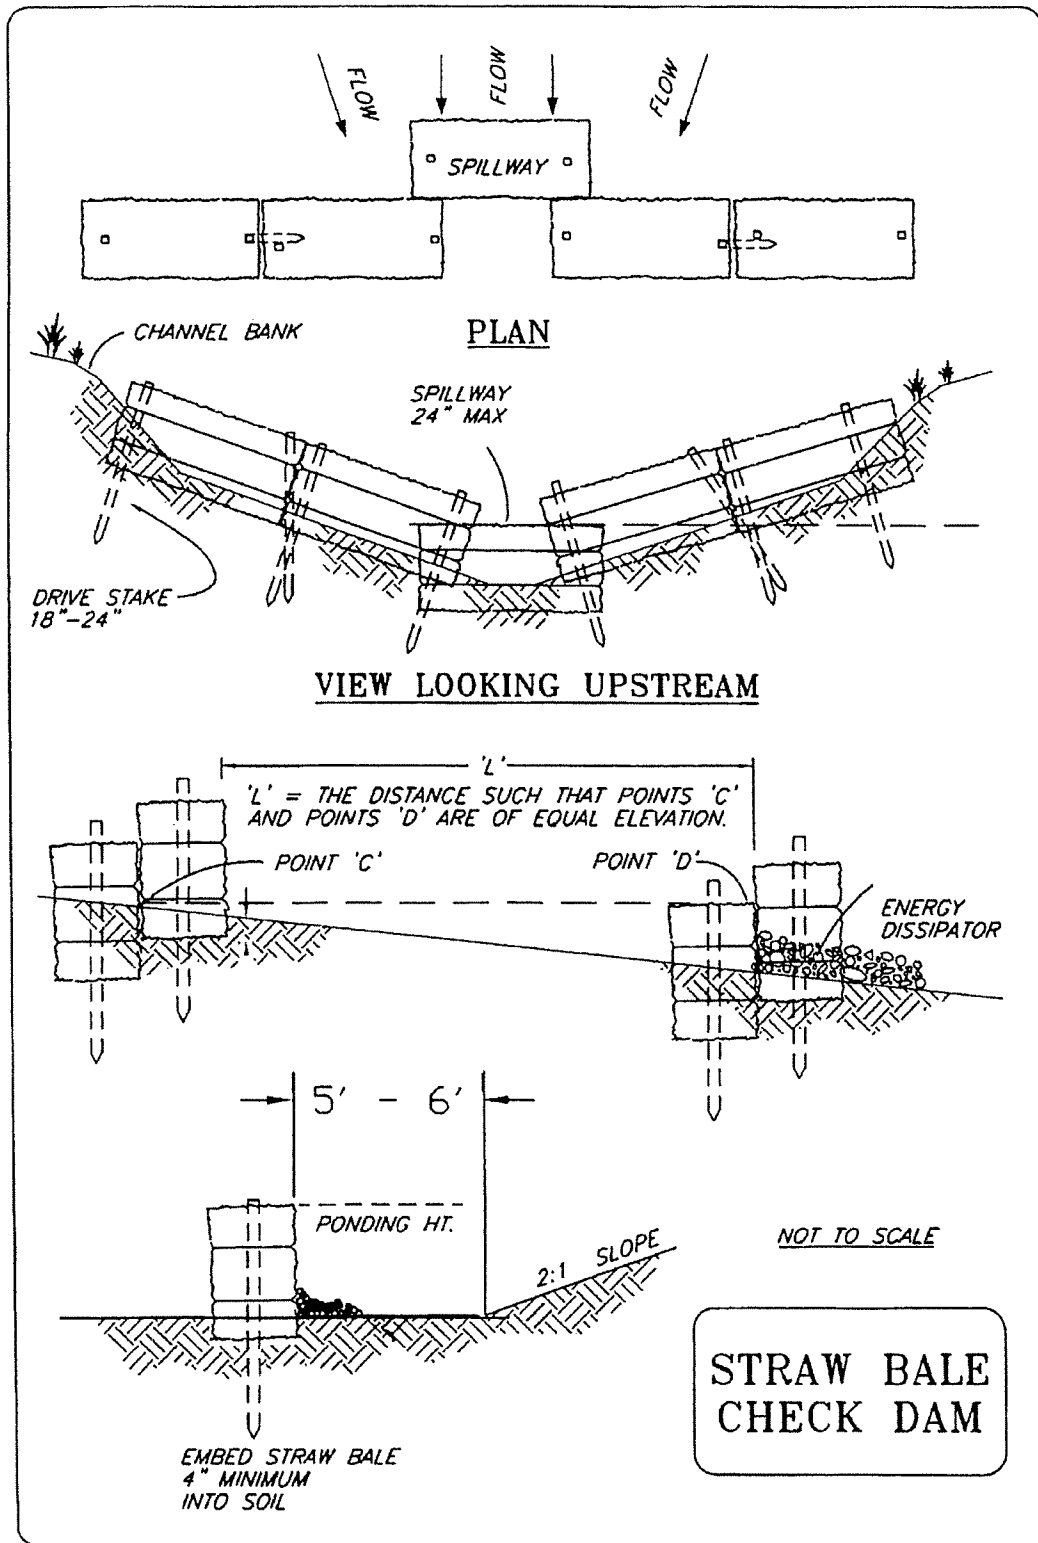 FLOW
FLOW
FLOW
SPILLWAY
PLAN
CHANNEL BANK
SPILLWAY
24" MAX
DRIVE STAKE
18"-24"
VIEW LOOKING UPSTREAM
'L'
'L' = THE DISTANCE SUCH THAT POINTS 'C'
AND POINTS 'D' ARE OF EQUAL ELEVATION.
POINT 'C'
POINT 'D'
ENERGY
DISSIPATOR
5' - 6'
PONDING HT.
2:1 SLOPE
NOT TO SCALE
EMBED STRAW BALE
4" MINIMUM
INTO SOIL
STRAW BALE
CHECK DAM